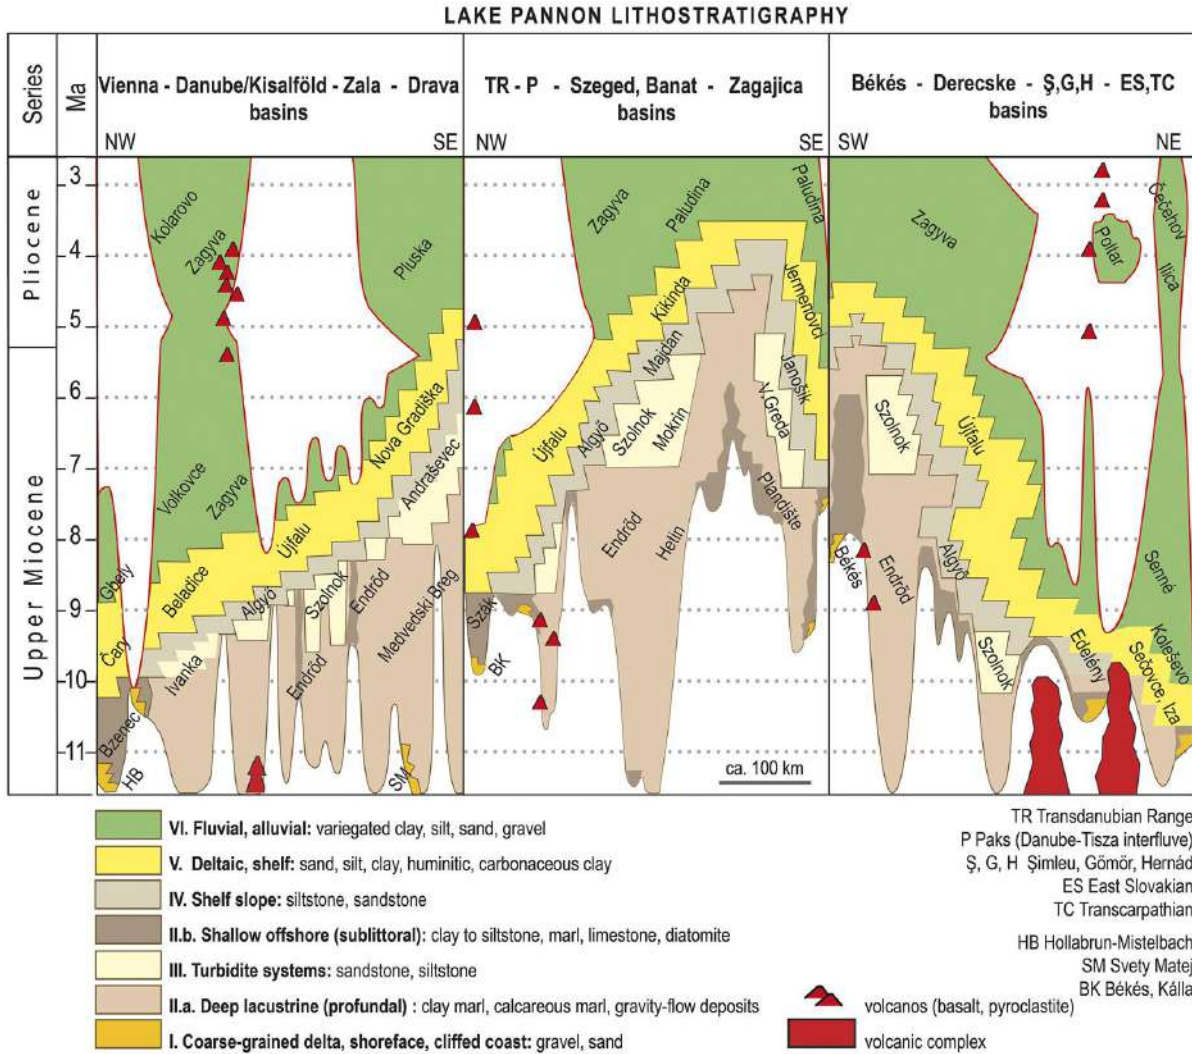 LAKE PANNON LITHOSTRATIGRAPHY
Series
Ma
Vienna - Danube/Kisalföld - Zala - Drava
basins
NW
SE
TR - P - Szeged, Banat - Zagajica
basins
NW
SE
Békés - Derecske - Ş,G,H - ES,TC
basins
SW
NE
Pliocene
Upper Miocene
3
4
5
6
7
8
9
10
11
Kolarovo
Zagyva
Pluska
Volkovce
Zagyva
Nova Gradiška
Andraševec
Gbely
Beladice
Újfalu
Čary
Ivanka
Algyő
Szolnok
Endrőd
Endrőd
Medvedski Breg
Bzenec
HB
SM
Zagyva
Paludina
Paludina
Kikinda
Jermenovci
Majdan
Janošik
Újfalu
Algyő
Szolnok
Mokrin
V.Greda
Plandište
Endrőd
Hetin
Szák
BK
ca. 100 km
Zagyva
Čečehov
Pollar
Ilica
Szolnok
Újfalu
Békés
Endrőd
Algyő
Senné
Szolnok
Edelény
Sečovce, Iza
Koleševo
VI. Fluvial, alluvial: variegated clay, silt, sand, gravel
V. Deltaic, shelf: sand, silt, clay, huminitic, carbonaceous clay
IV. Shelf slope: siltstone, sandstone
II.b. Shallow offshore (sublittoral): clay to siltstone, marl, limestone, diatomite
III. Turbidite systems: sandstone, siltstone
II.a. Deep lacustrine (profundal) : clay marl, calcareous marl, gravity-flow deposits
I. Coarse-grained delta, shoreface, cliffed coast: gravel, sand
volcanos (basalt, pyroclastite)
volcanic complex
TR Transdanubian Range
P Paks (Danube-Tisza interfluve)
Ş, G, H Şimleu, Gömör, Hernád
ES East Slovakian
TC Transcarpathian
HB Hollabrun-Mistelbach
SM Svety Matej
BK Békés, Kálla